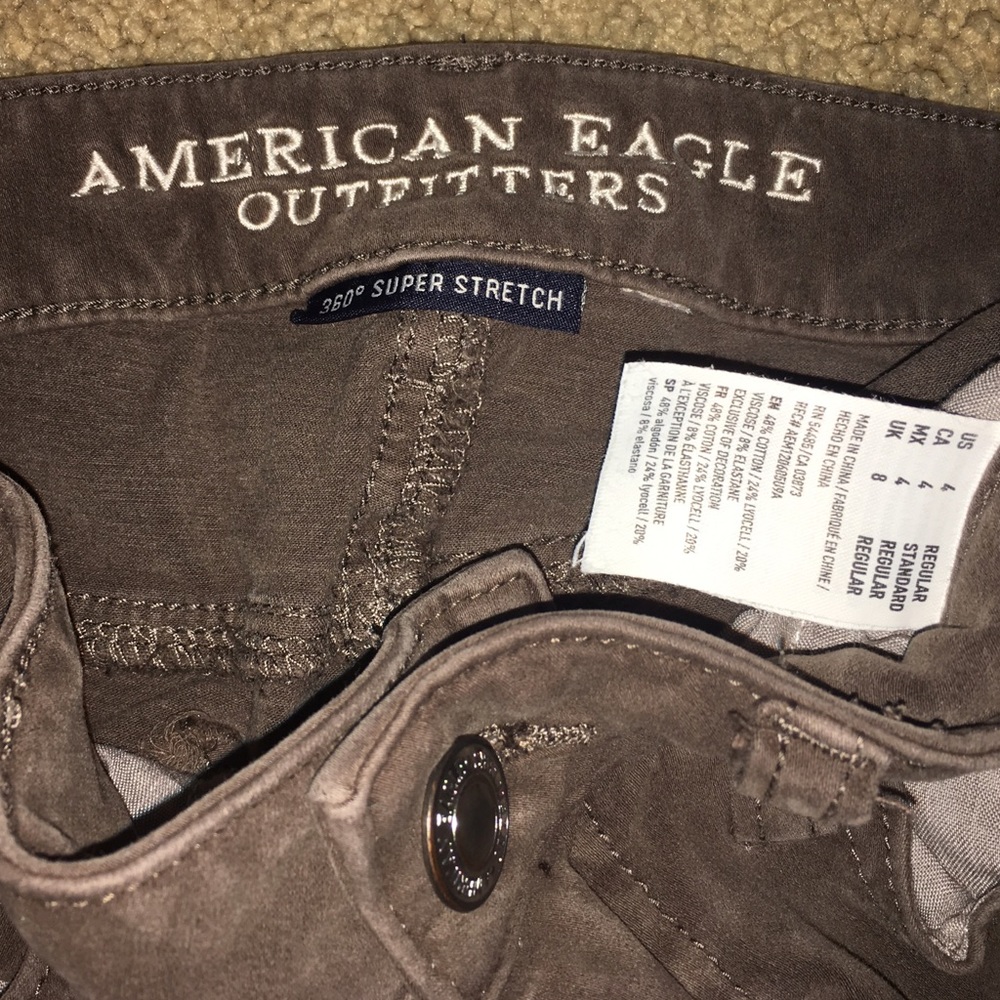 AMERICAN EAGLE
OUTFITTERS
360° SUPER STRETCH
US 4 REGULAR
CA 4 STANDARD
MX 4 REGULAR
UK 8 REGULAR
MADE IN CHINA / FABRIQUÉ EN CHINE /
HECHO EN CHINA
RN 54485 / CA 03873
RFC# AEM120605U9A
EN 48% COTTON / 24% LYOCELL / 20%
VISCOSE / 8% ELASTANE
EXCLUSIVE OF DECORATION
FR 48% COTON / 24% LYOCELL / 20%
VISCOSE / 8% ÉLASTHANNE
À L'EXCEPTION DE LA GARNITURE
SP 48% algodón / 24% lyocell / 20%
viscosa / 8% elastano